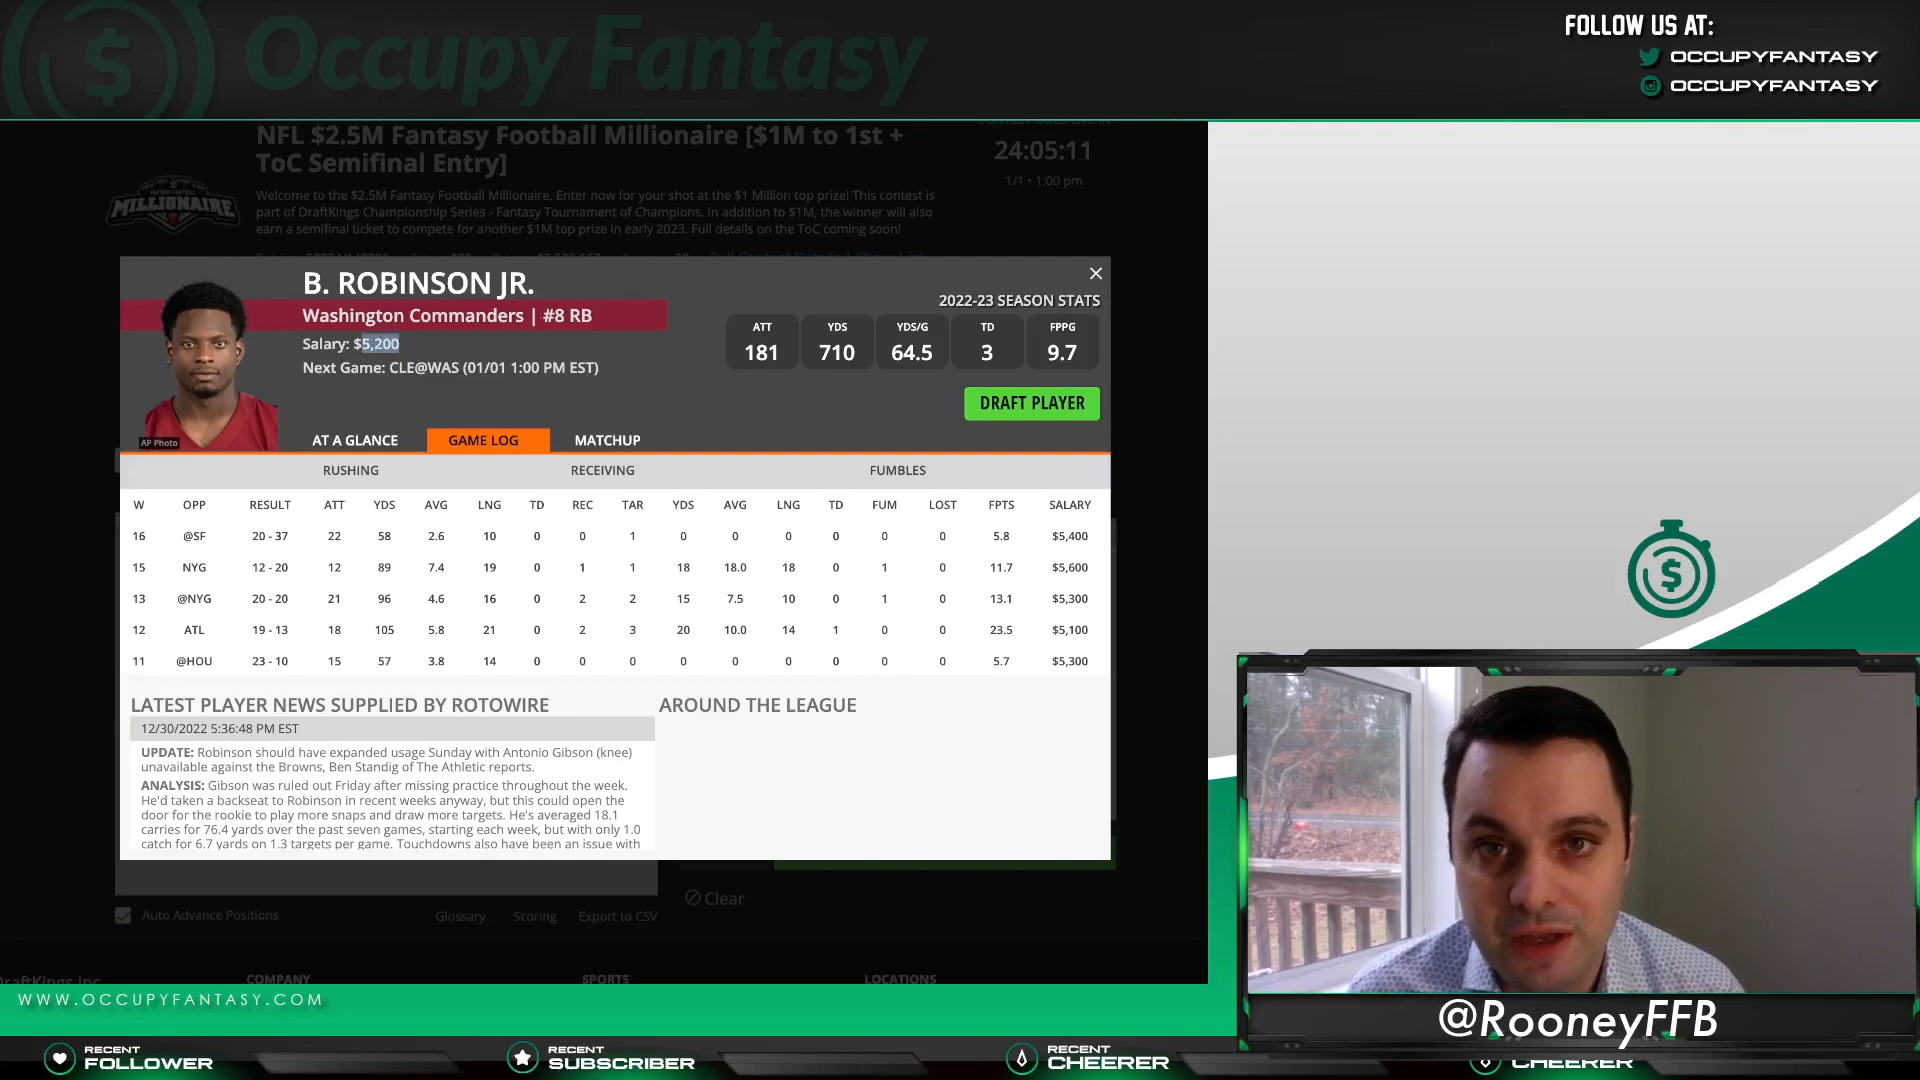 Occupy Fantasy
FOLLOW US AT:
OCCUPYFANTASY
OCCUPYFANTASY
NFL $2.5M Fantasy Football Millionaire [$1M to 1st +
ToC Semifinal Entry]
24:05:11
1/1 • 1:00 pm
FANTASY FOOTBALL
MILLIONAIRE
Welcome to the $2.5M Fantasy Football Millionaire. Enter now for your shot at the $1 Million top prize! This contest is
part of DraftKings Championship Series - Fantasy Tournament of Champions. In addition to $1M, the winner will also
earn a semifinal ticket to compete for another $1M top prize in early 2023. Full details on the ToC coming soon!
B. ROBINSON JR.
Washington Commanders | #8 RB
Salary: $5,200
Next Game: CLE@WAS (01/01 1:00 PM EST)
AP Photo
2022-23 SEASON STATS
ATT YDS YDS/G TD FPPG
181 710 64.5 3 9.7
DRAFT PLAYER
AT A GLANCE GAME LOG MATCHUP
RUSHING RECEIVING FUMBLES
W OPP RESULT ATT YDS AVG LNG TD REC TAR YDS AVG LNG TD FUM LOST FPTS SALARY
16 @SF 20 - 37 22 58 2.6 10 0 0 1 0 0 0 0 0 0 5.8 $5,400
15 NYG 12 - 20 12 89 7.4 19 0 1 1 18 18.0 18 0 1 0 11.7 $5,600
13 @NYG 20 - 20 21 96 4.6 16 0 2 2 15 7.5 10 0 1 0 13.1 $5,300
12 ATL 19 - 13 18 105 5.8 21 0 2 3 20 10.0 14 1 0 0 23.5 $5,100
11 @HOU 23 - 10 15 57 3.8 14 0 0 0 0 0 0 0 0 0 5.7 $5,300
LATEST PLAYER NEWS SUPPLIED BY ROTOWIRE
AROUND THE LEAGUE
12/30/2022 5:36:48 PM EST
UPDATE: Robinson should have expanded usage Sunday with Antonio Gibson (knee)
unavailable against the Browns, Ben Standig of The Athletic reports.
ANALYSIS: Gibson was ruled out Friday after missing practice throughout the week.
He'd taken a backseat to Robinson in recent weeks anyway, but this could open the
door for the rookie to play more snaps and draw more targets. He's averaged 18.1
carries for 76.4 yards over the past seven games, starting each week, but with only 1.0
catch for 6.7 yards on 1.3 targets per game. Touchdowns also have been an issue with
Clear
Auto Advance Positions
Glossary Scoring Export to CSV
DraftKings Inc. COMPANY SPORTS LOCATIONS
WWW.OCCUPYFANTASY.COM
@RooneyFFB
RECENT
FOLLOWER
RECENT
SUBSCRIBER
RECENT
CHEERER
CHEERER